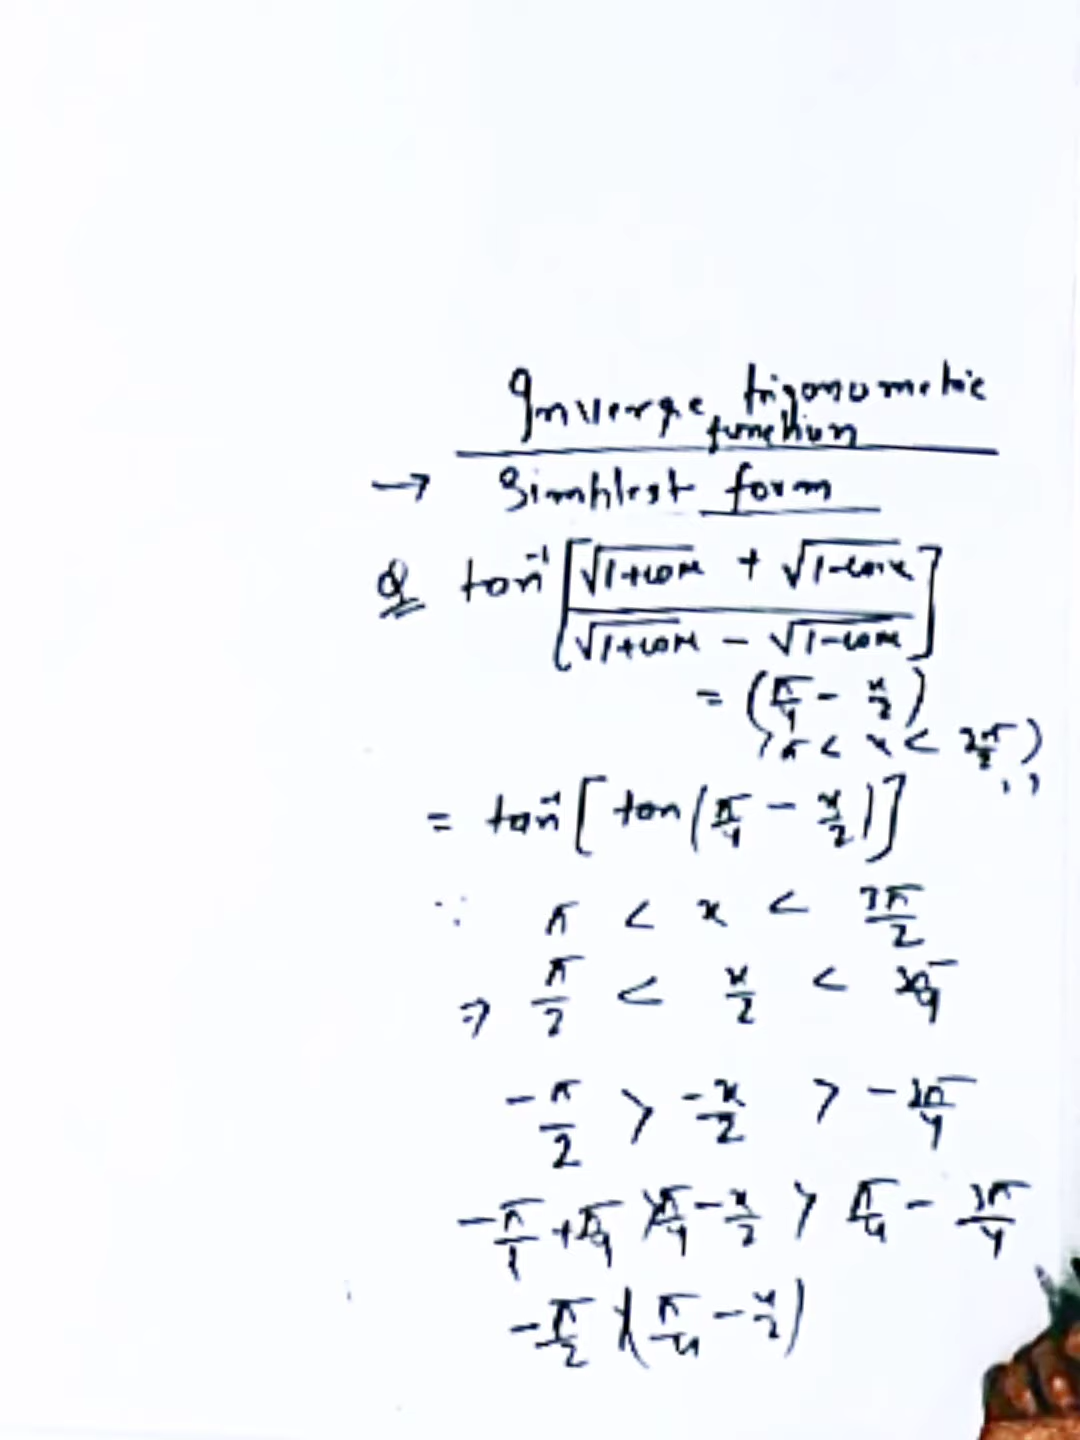 Inverse trigonometric
function
→ Simplest form
Q tan⁻¹ [(√1+cosx + √1-cosx) / (√1+cosx - √1-cosx)]
= (π/4 - x/2)
, π < x < 3π/2)
= tan⁻¹ [tan (π/4 - x/2)]
∵ π < x < 3π/2
⇒ π/2 < x/2 < 3π/4
-π/2 > -x/2 > -3π/4
-π/2 + π/4 > π/4 - x/2 > π/4 - 3π/4
-π/2 < (π/4 - x/2)